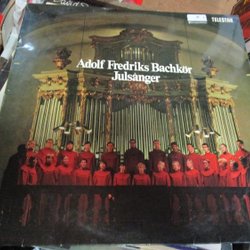 TELESTAR
Adolf Fredriks Bachkör
Julsånger